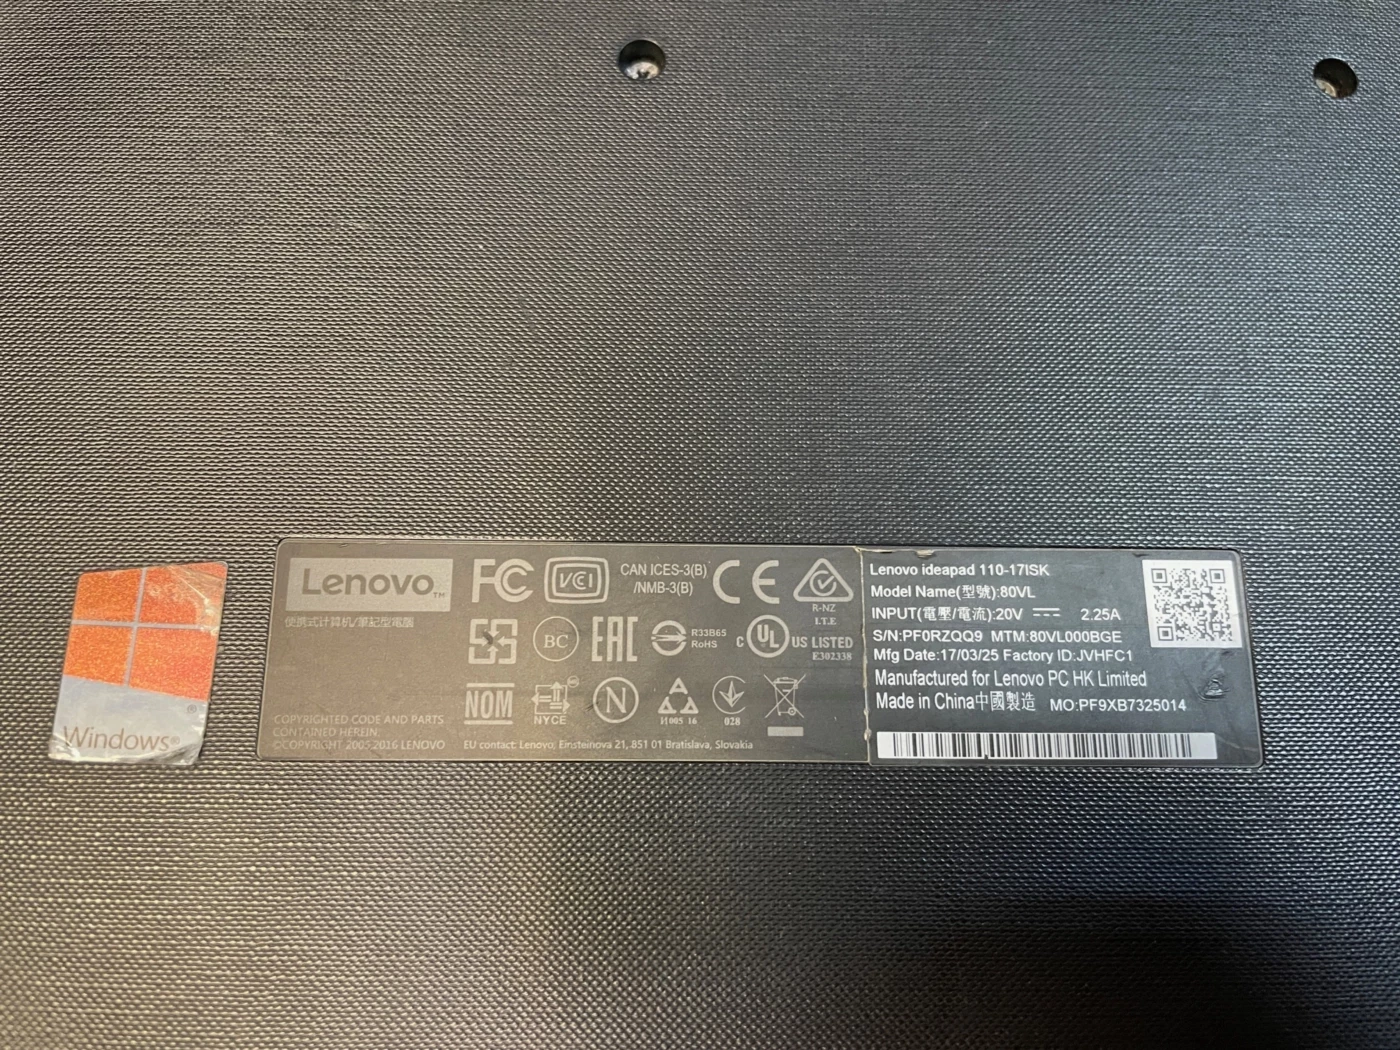 Windows®
Lenovo™
便携式计算机/筆記型電腦
COPYRIGHTED CODE AND PARTS
CONTAINED HEREIN.
©COPYRIGHT 2005,2016 LENOVO
FC
VCI
CAN ICES-3(B)
/NMB-3(B)
CE
R-NZ
I.T.E
BC
EAC
R33B65
RoHS
C UL US LISTED
E302338
NOM
NYCE
N
И005 16
028
EU contact: Lenovo, Einsteinova 21, 851 01 Bratislava, Slovakia
Lenovo ideapad 110-17ISK
Model Name(型號):80VL
INPUT(電壓/電流):20V ⎓ 2.25A
S/N:PF0RZQQ9 MTM:80VL000BGE
Mfg Date:17/03/25 Factory ID:JVHFC1
Manufactured for Lenovo PC HK Limited
Made in China中國製造 MO:PF9XB7325014